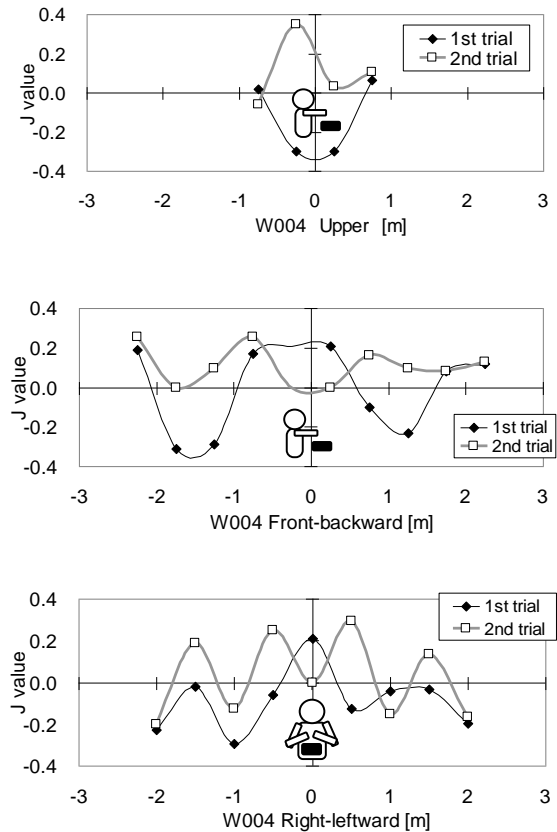 0.4
1st trial
2nd trial
0.2
0.0
-0.2
-0.4
J value
-3 -2 -1 0 1 2 3
W004 Upper [m]
0.4
0.2
0.0
-0.2
-0.4
J value
1st trial
2nd trial
-3 -2 -1 0 1 2 3
W004 Front-backward [m]
0.4
1st trial
2nd trial
0.2
0.0
-0.2
-0.4
J value
-3 -2 -1 0 1 2 3
W004 Right-leftward [m]